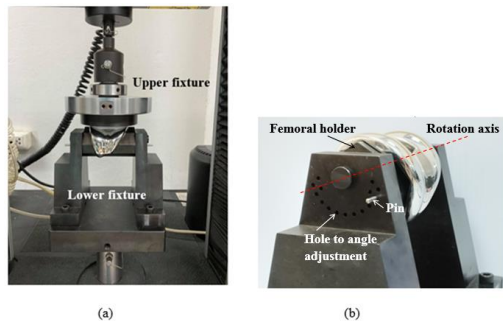 Upper fixture
Lower fixture
Femoral holder
Rotation axis
Pin
Hole to angle
adjustment
(a)
(b)